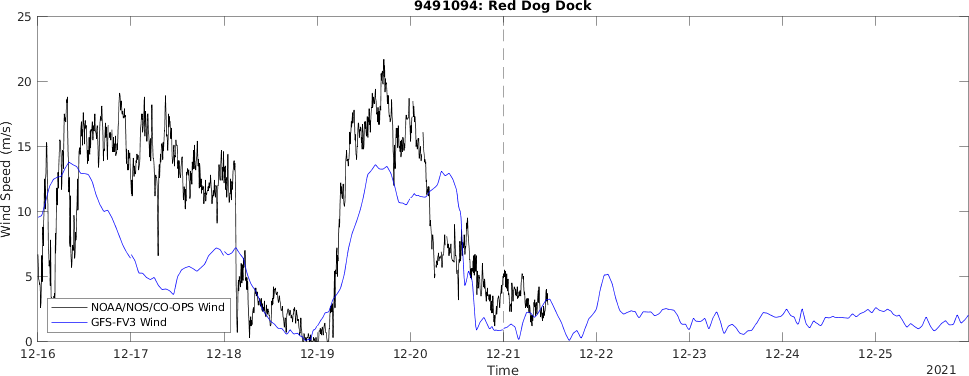 9491094: Red Dog Dock
25
20
15
10
5
0
Wind Speed (m/s)
NOAA/NOS/CO-OPS Wind
GFS-FV3 Wind
12-16 12-17 12-18 12-19 12-20 12-21 12-22 12-23 12-24 12-25
Time
2021